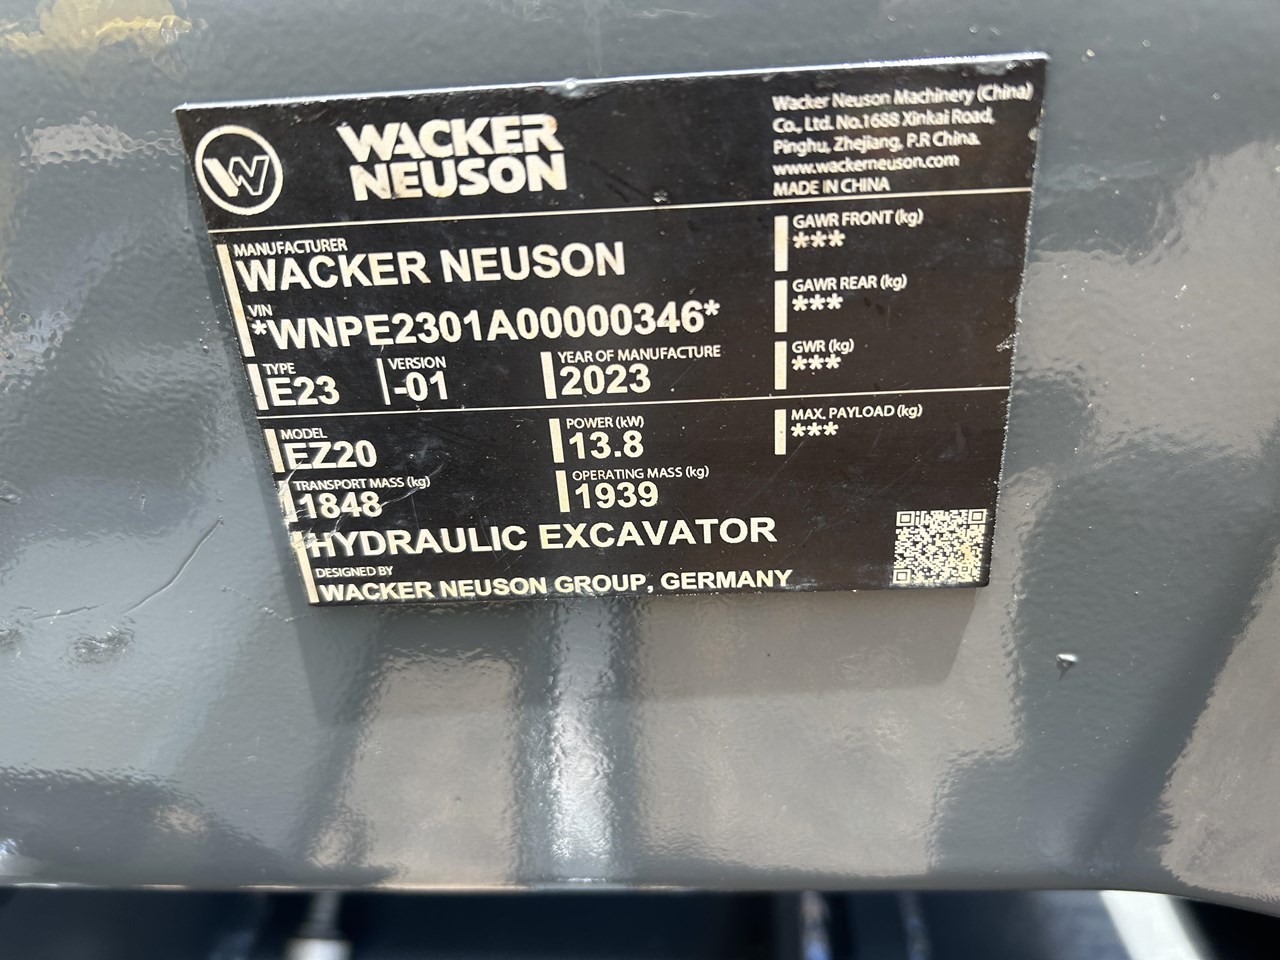 W
WACKER
NEUSON
Wacker Neuson Machinery (China)
Co., Ltd. No.1688 Xinkai Road,
Pinghu, Zhejiang, P.R China.
www.wackerneuson.com
MADE IN CHINA
MANUFACTURER
WACKER NEUSON
VIN
*WNPE2301A00000346*
TYPE
E23
VERSION
-01
YEAR OF MANUFACTURE
2023
MODEL
EZ20
POWER (kW)
13.8
TRANSPORT MASS (kg)
1848
OPERATING MASS (kg)
1939
HYDRAULIC EXCAVATOR
DESIGNED BY
WACKER NEUSON GROUP, GERMANY
GAWR FRONT (kg)
***
GAWR REAR (kg)
***
GWR (kg)
***
MAX. PAYLOAD (kg)
***